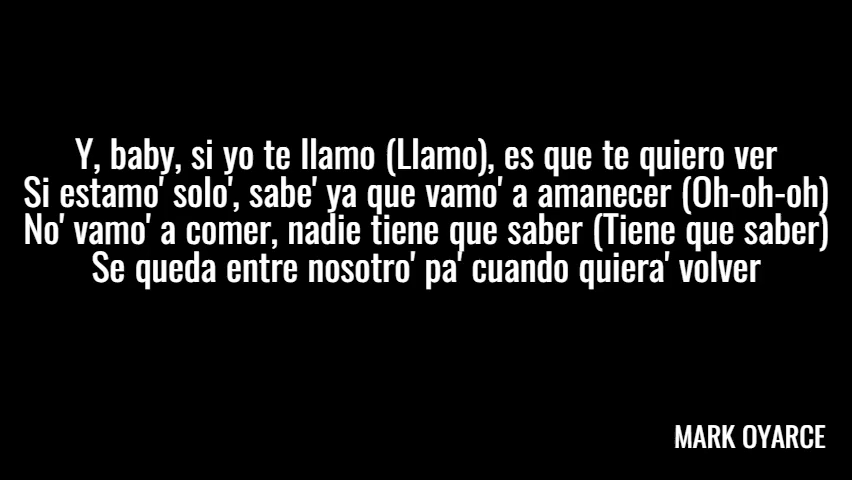 Y, baby, si yo te llamo (Llamo), es que te quiero ver
Si estamo' solo', sabe' ya que vamo' a amanecer (Oh-oh-oh)
No' vamo' a comer, nadie tiene que saber (Tiene que saber)
Se queda entre nosotro' pa' cuando quiera' volver
MARK OYARCE